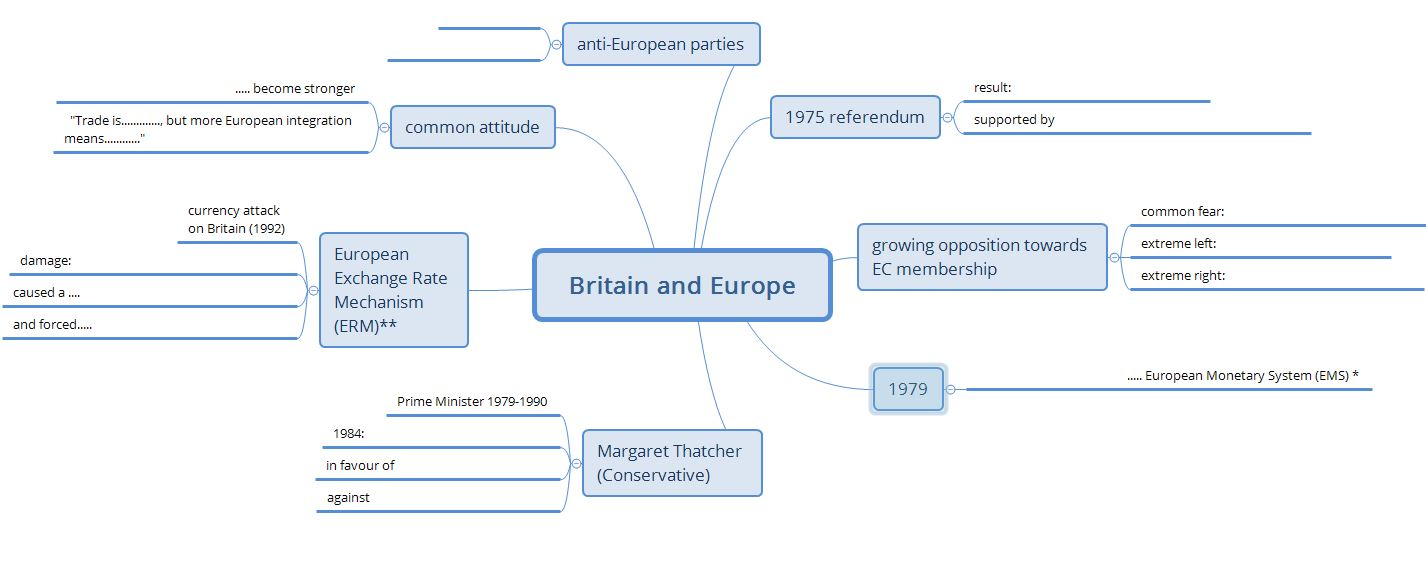 anti-European parties
..... become stronger
"Trade is............., but more European integration
means............"
common attitude
1975 referendum
result:
supported by
currency attack
on Britain (1992)
damage:
caused a ....
and forced.....
European
Exchange Rate
Mechanism
(ERM)**
Britain and Europe
growing opposition towards
EC membership
common fear:
extreme left:
extreme right:
1979
..... European Monetary System (EMS) *
Prime Minister 1979-1990
1984:
in favour of
against
Margaret Thatcher
(Conservative)